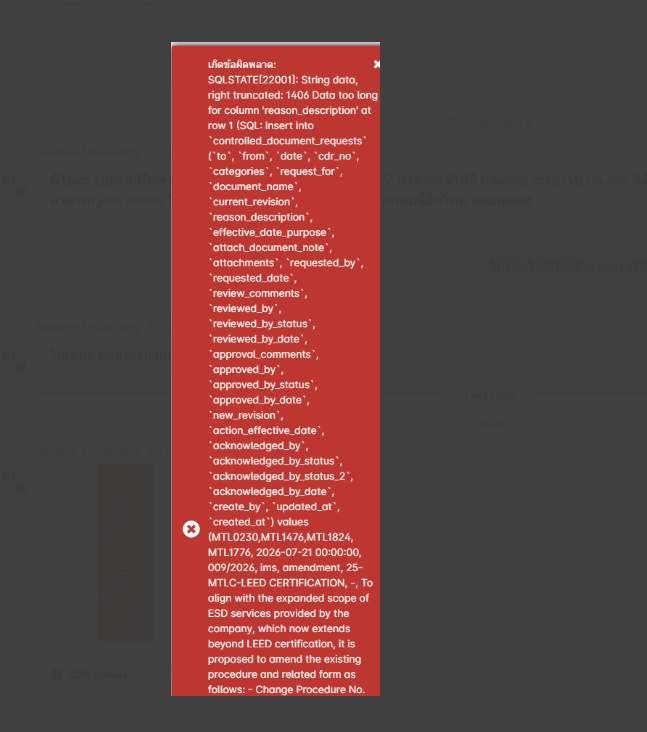 เกิดข้อผิดพลาด:
SQLSTATE[22001]: String data,
right truncated: 1406 Data too long
for column 'reason_description' at
row 1 (SQL: insert into
`controlled_document_requests`
(`to`, `from`, `date`, `cdr_no`,
`categories`, `request_for`,
`document_name`,
`current_revision`,
`reason_description`,
`effective_date_purpose`,
`attach_document_note`,
`attachments`, `requested_by`,
`requested_date`,
`review_comments`,
`reviewed_by`,
`reviewed_by_status`,
`reviewed_by_date`,
`approval_comments`,
`approved_by`,
`approved_by_status`,
`approved_by_date`,
`new_revision`,
`action_effective_date`,
`acknowledged_by`,
`acknowledged_by_status`,
`acknowledged_by_status_2`,
`acknowledged_by_date`,
`create_by`, `updated_at`,
`created_at`) values
(MTL0230,MTL1476,MTL1824,
MTL1776, 2026-07-21 00:00:00,
009/2026, ims, amendment, 25-
MTLC-LEED CERTIFICATION, -, To
align with the expanded scope of
ESD services provided by the
company, which now extends
beyond LEED certification, it is
proposed to amend the existing
procedure and related form as
follows: - Change Procedure No.